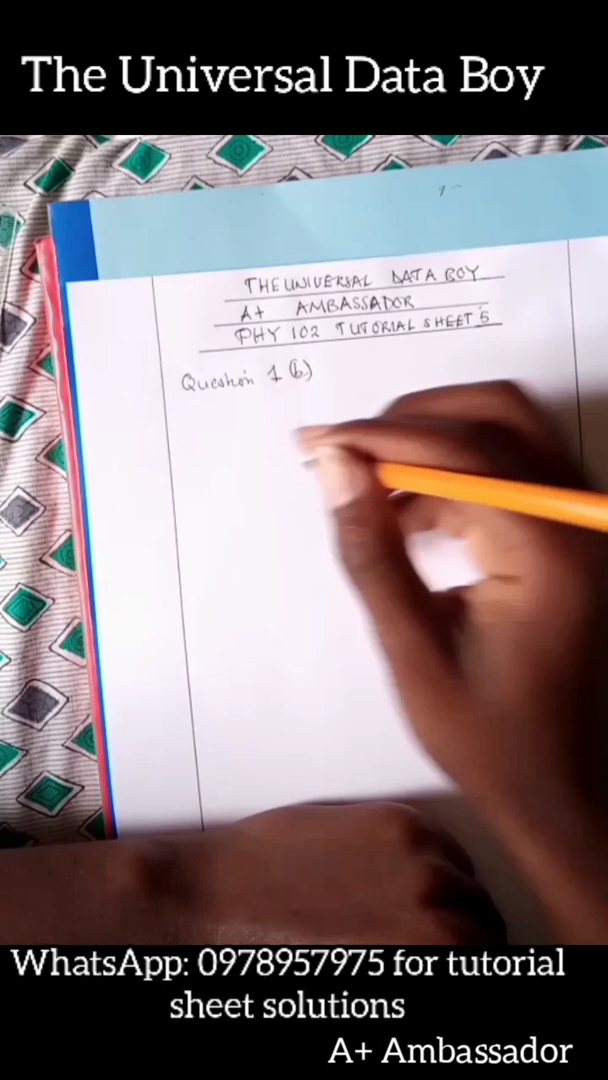 The Universal Data Boy
THE UNIVERSAL DATA BOY
A+ AMBASSADOR
PHY 102 TUTORIAL SHEET 5
Question 1 (b)
WhatsApp: 0978957975 for tutorial
sheet solutions
A+ Ambassador